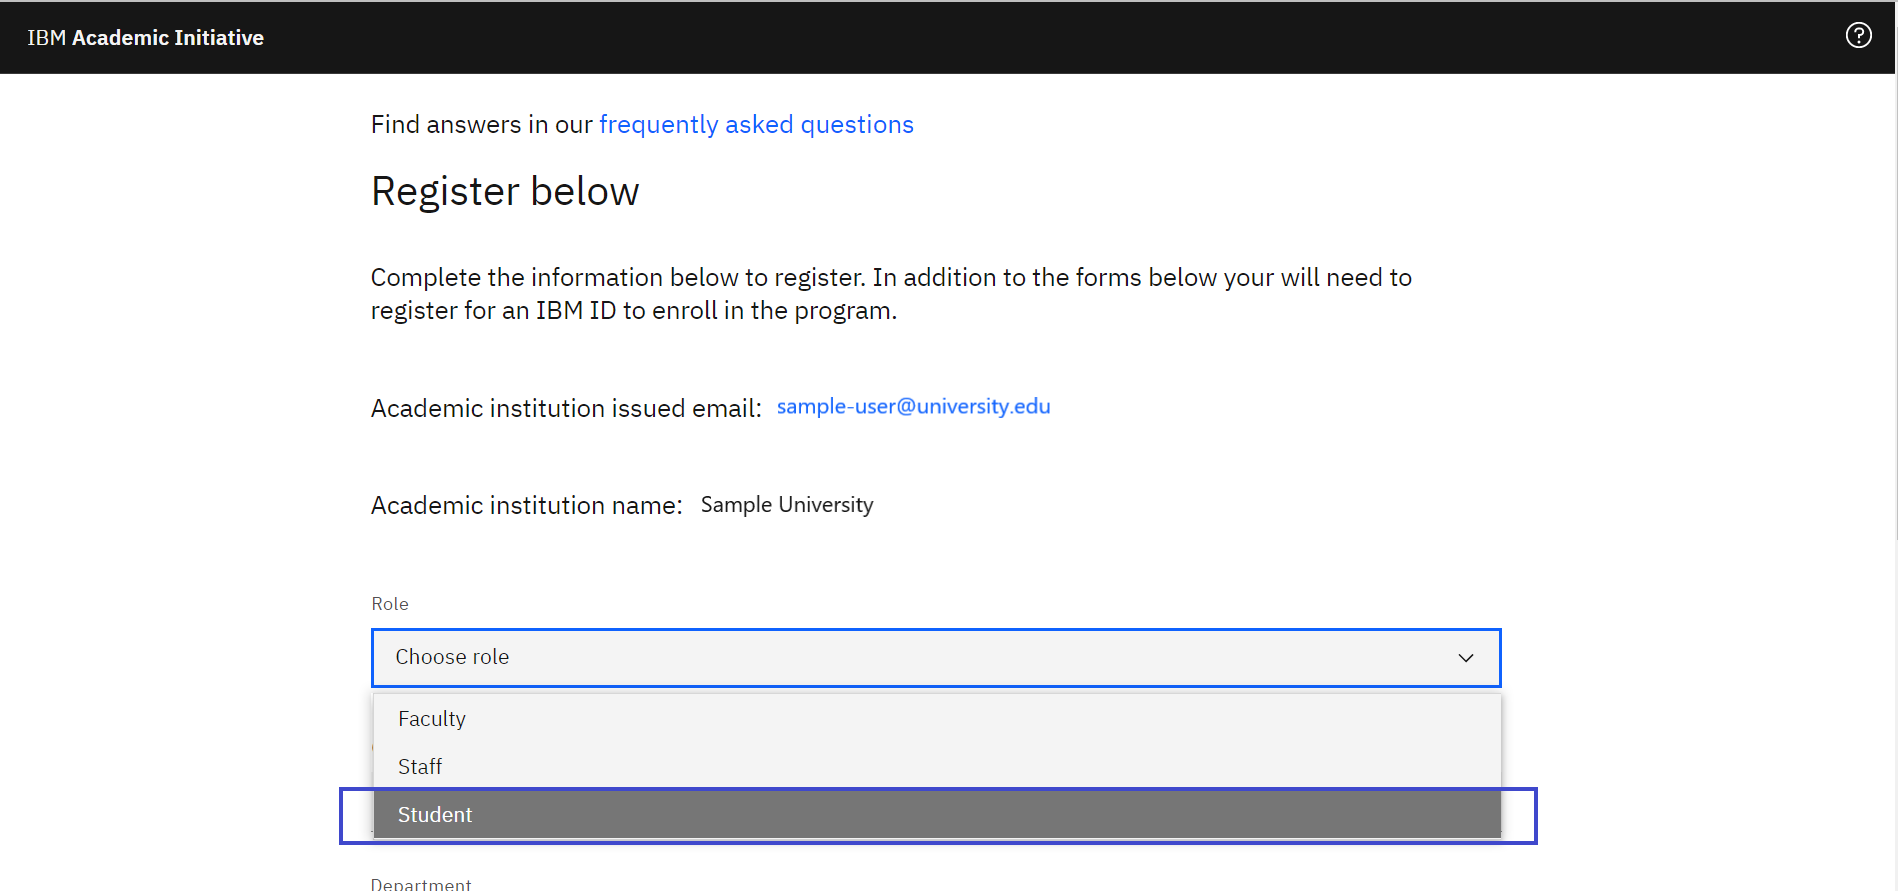 IBM Academic Initiative
Find answers in our frequently asked questions
Register below
Complete the information below to register. In addition to the forms below your will need to
register for an IBM ID to enroll in the program.
Academic institution issued email: sample-user@university.edu
Academic institution name: Sample University
Role
Choose role
Faculty
Staff
Student
Department